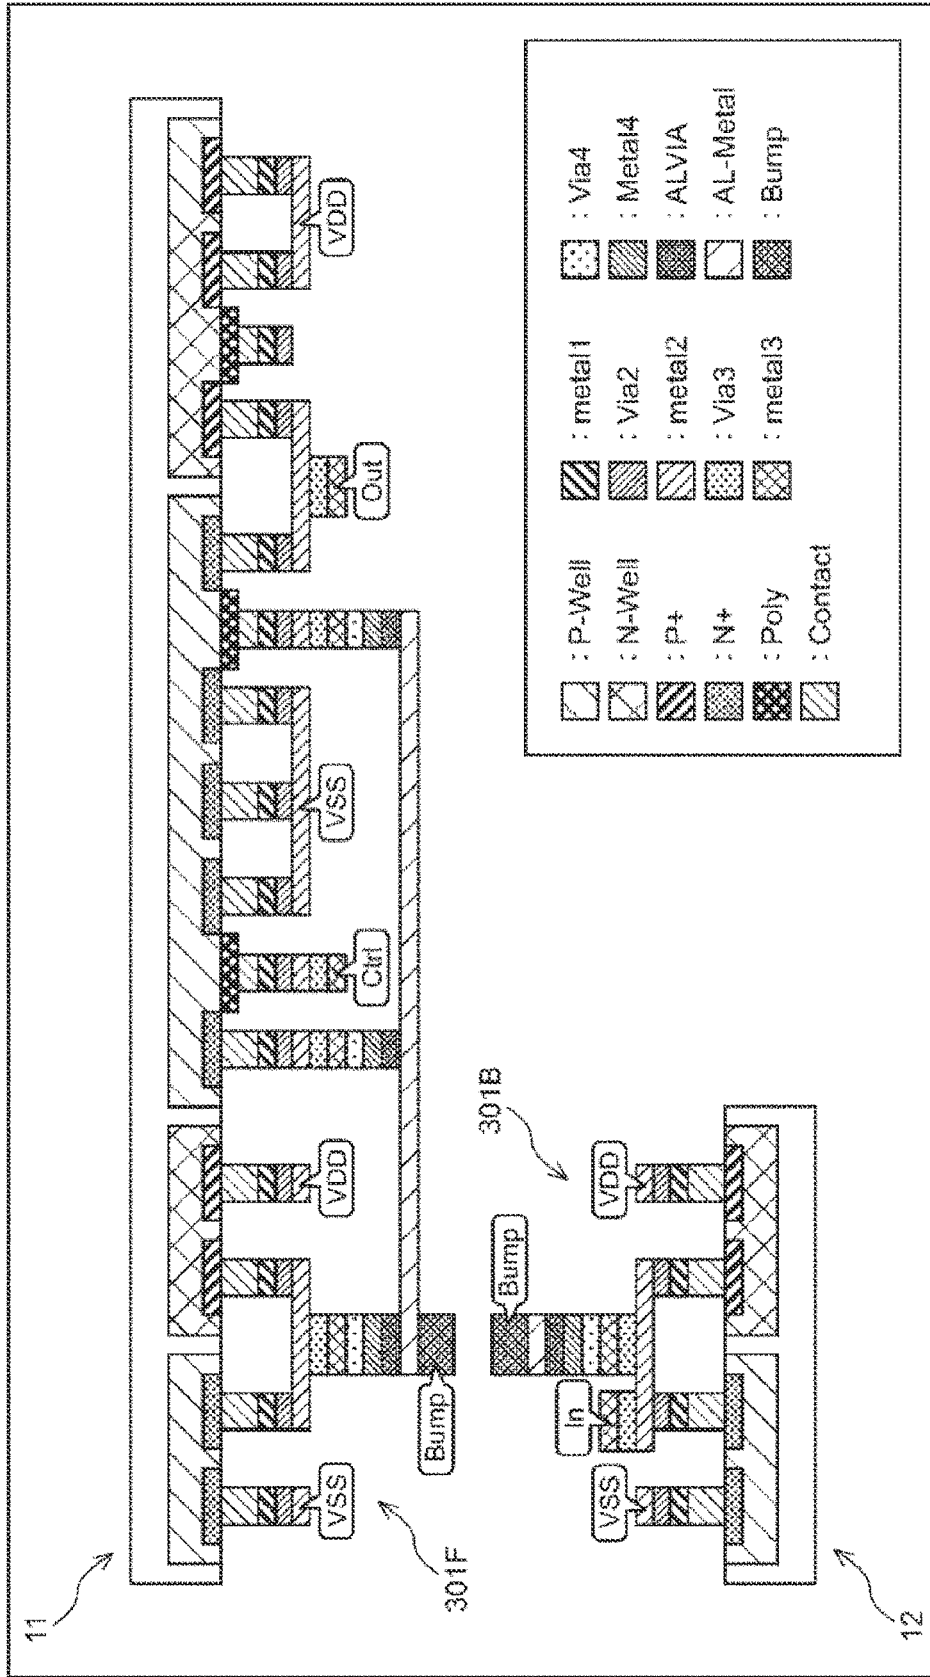 11
VSS
VDD
Ctrl
VSS
Out
VDD
301F
Bump
Bump
301B
In
VSS
VDD
12
: P-Well
: N-Well
: P+
: N+
: Poly
: Contact
: metal1
: Via2
: metal2
: Via3
: metal3
: Via4
: Metal4
: ALVIA
: AL-Metal
: Bump